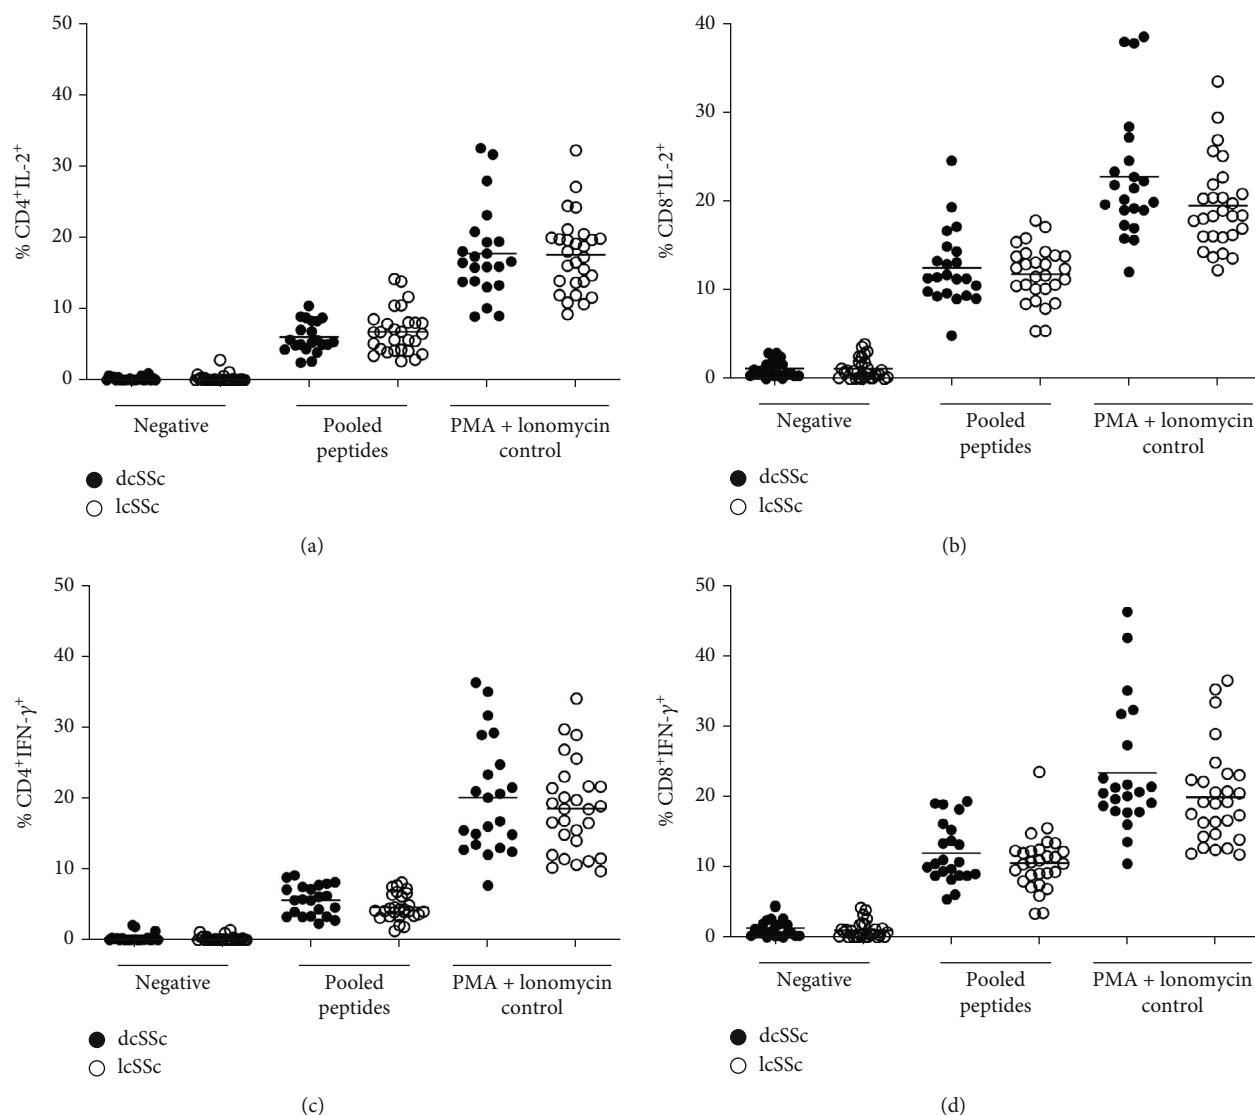 50
40
30
20
10
0
% CD4+IL-2+
Negative
Pooled
peptides
PMA + Ionomycin
control
dcSSc
lcSSc
(a)
40
30
20
10
0
% CD8+IL-2+
Negative
Pooled
peptides
PMA + Ionomycin
control
dcSSc
lcSSc
(b)
50
40
30
20
10
0
% CD4+IFN-γ+
Negative
Pooled
peptides
PMA + Ionomycin
control
dcSSc
lcSSc
(c)
50
40
30
20
10
0
% CD8+IFN-γ+
Negative
Pooled
peptides
PMA + Ionomycin
control
dcSSc
lcSSc
(d)